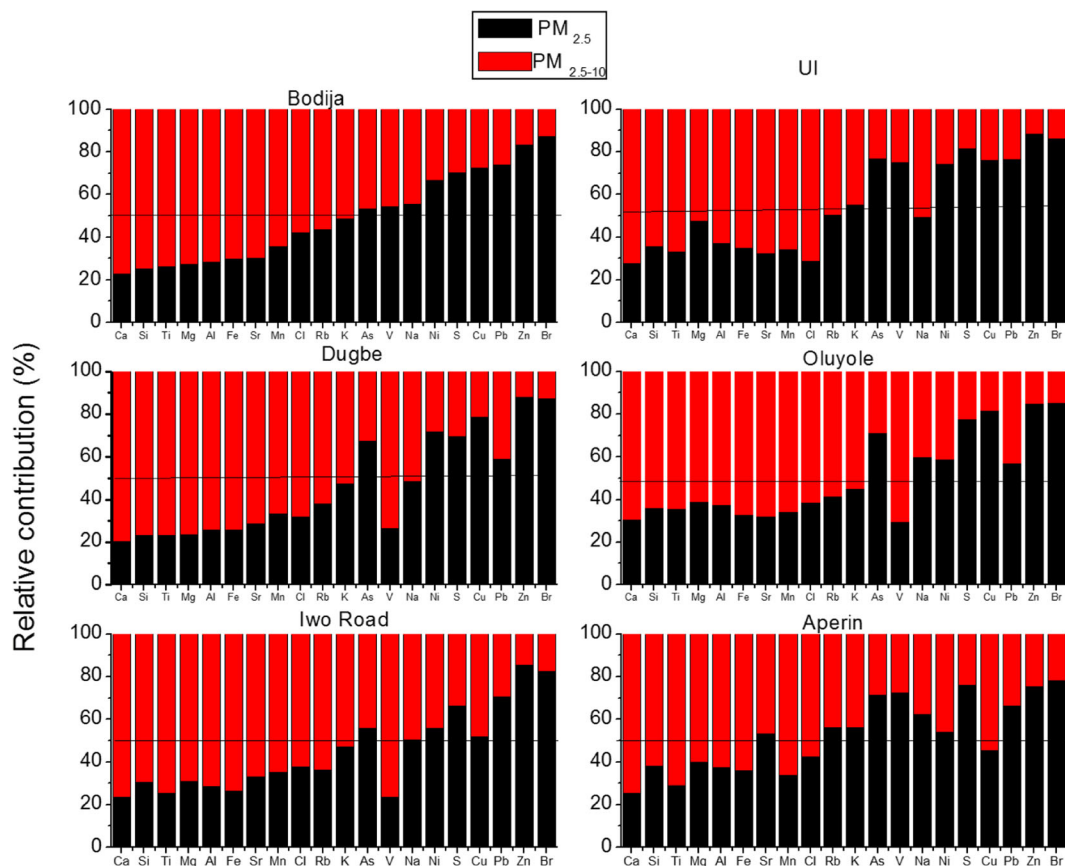 PM 2.5
PM 2.5-10
Relative contribution (%)
Bodija
100
80
60
40
20
0
Ca Si Ti Mg Al Fe Sr Mn Cl Rb K As V Na Ni S Cu Pb Zn Br
UI
100
80
60
40
20
0
Ca Si Ti Mg Al Fe Sr Mn Cl Rb K As V Na Ni S Cu Pb Zn Br
Dugbe
100
80
60
40
20
0
Ca Si Ti Mg Al Fe Sr Mn Cl Rb K As V Na Ni S Cu Pb Zn Br
Oluyole
100
80
60
40
20
0
Ca Si Ti Mg Al Fe Sr Mn Cl Rb K As V Na Ni S Cu Pb Zn Br
Iwo Road
100
80
60
40
20
0
Ca Si Ti Mg Al Fe Sr Mn Cl Rb K As V Na Ni S Cu Pb Zn Br
Aperin
100
80
60
40
20
0
Ca Si Ti Mg Al Fe Sr Mn Cl Rb K As V Na Ni S Cu Pb Zn Br